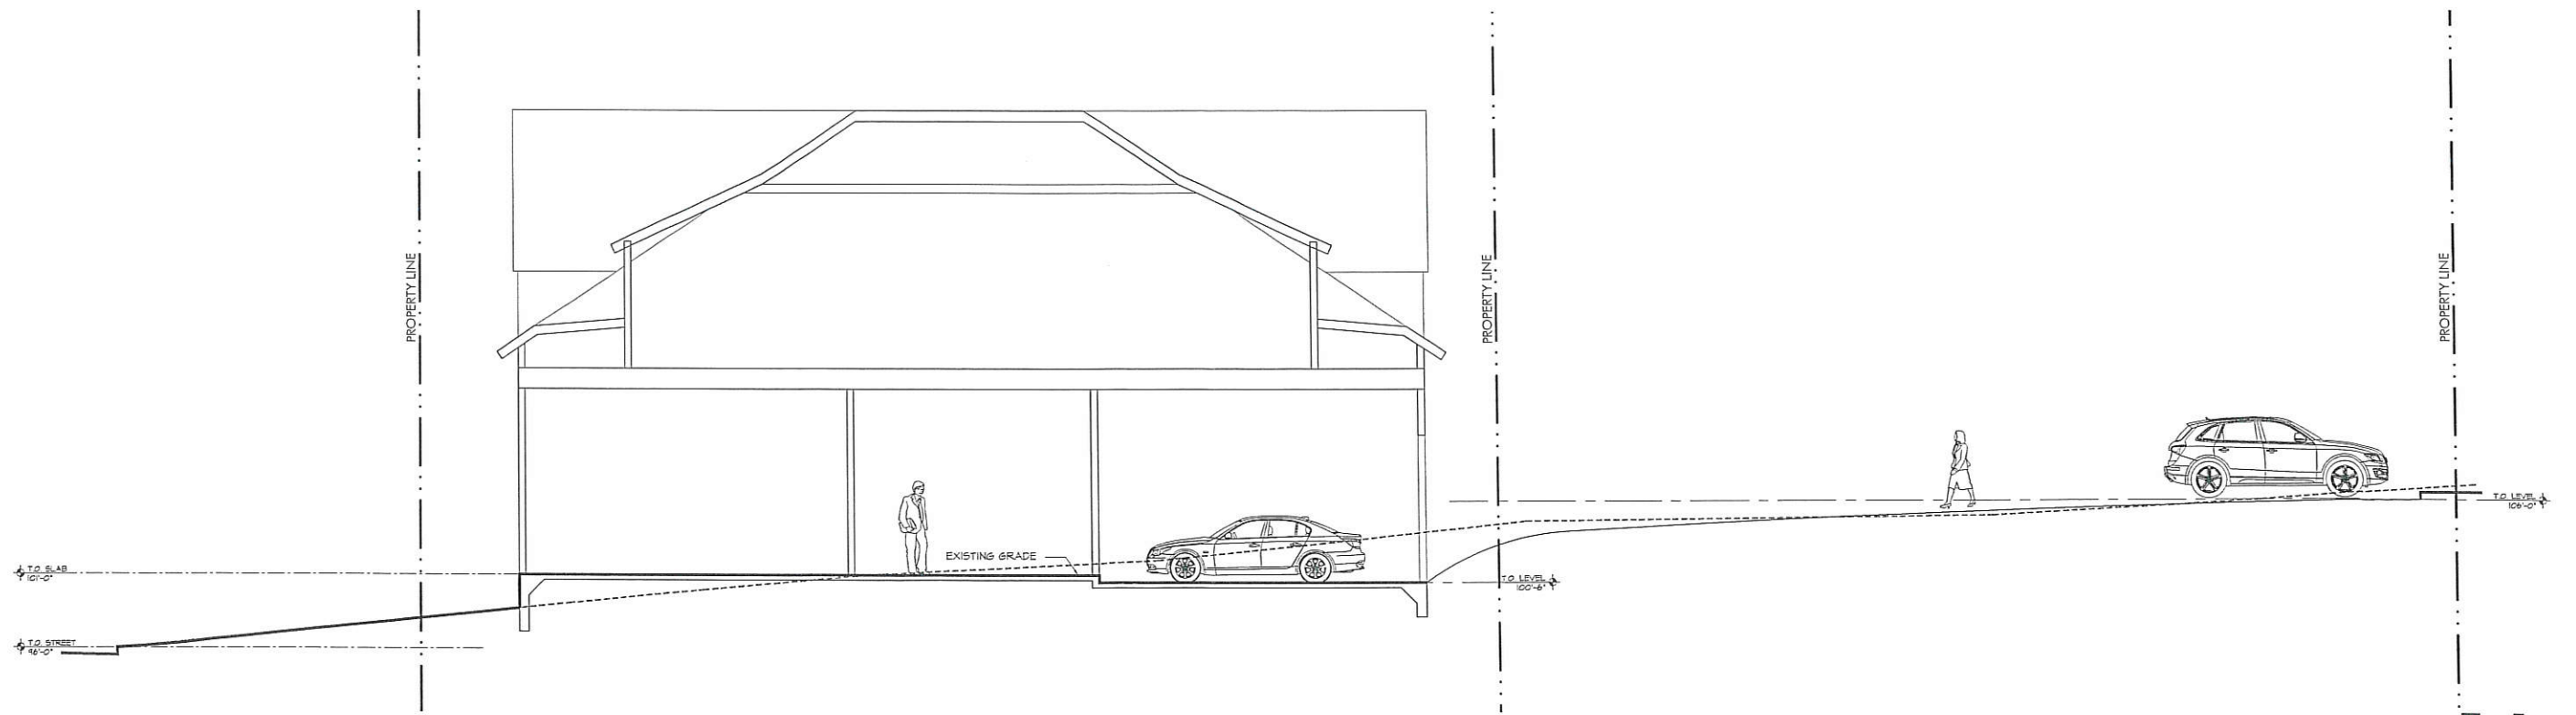 PROPERTY LINE
PROPERTY LINE
PROPERTY LINE
T.O. LEVEL
106'-0"
EXISTING GRADE
T.O. SLAB
101'-0"
T.O. LEVEL
100'-6"
T.O. STREET
96'-0"